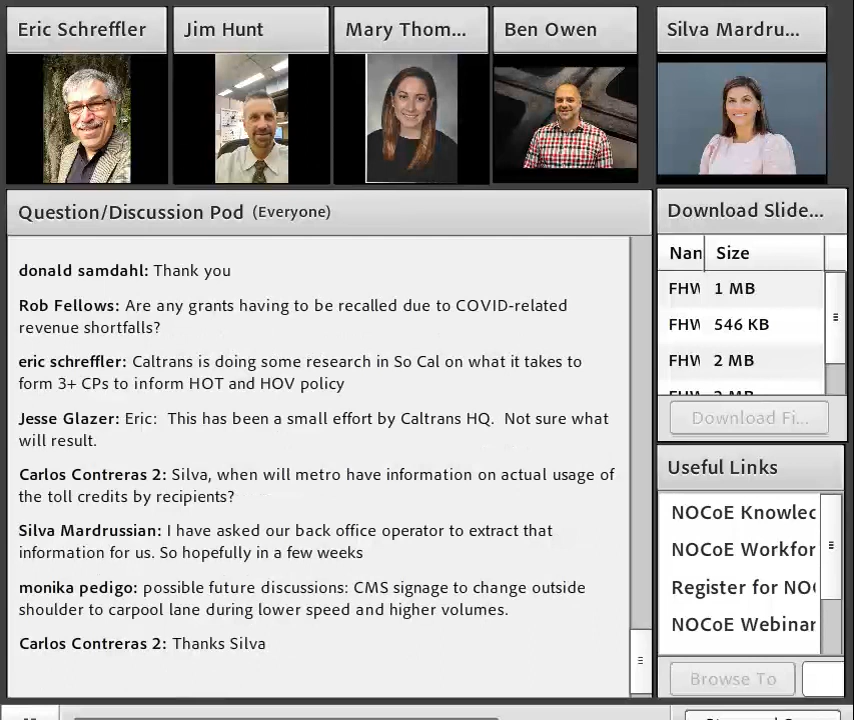 Eric Schreffler
Jim Hunt
Mary Thom...
Ben Owen
Silva Mardru...
Question/Discussion Pod (Everyone)
donald samdahl: Thank you
Rob Fellows: Are any grants having to be recalled due to COVID-related
revenue shortfalls?
eric schreffler: Caltrans is doing some research in So Cal on what it takes to
form 3+ CPs to inform HOT and HOV policy
Jesse Glazer: Eric:  This has been a small effort by Caltrans HQ.  Not sure what
will result.
Carlos Contreras 2: Silva, when will metro have information on actual usage of
the toll credits by recipients?
Silva Mardrussian: I have asked our back office operator to extract that
information for us. So hopefully in a few weeks
monika pedigo: possible future discussions: CMS signage to change outside
shoulder to carpool lane during lower speed and higher volumes.
Carlos Contreras 2: Thanks Silva
Download Slide...
Nan Size
FHW 1 MB
FHW 546 KB
FHW 2 MB
Download Fi...
Useful Links
NOCoE Knowlec
NOCoE Workfor
Register for NO
NOCoE Webinar
Browse To